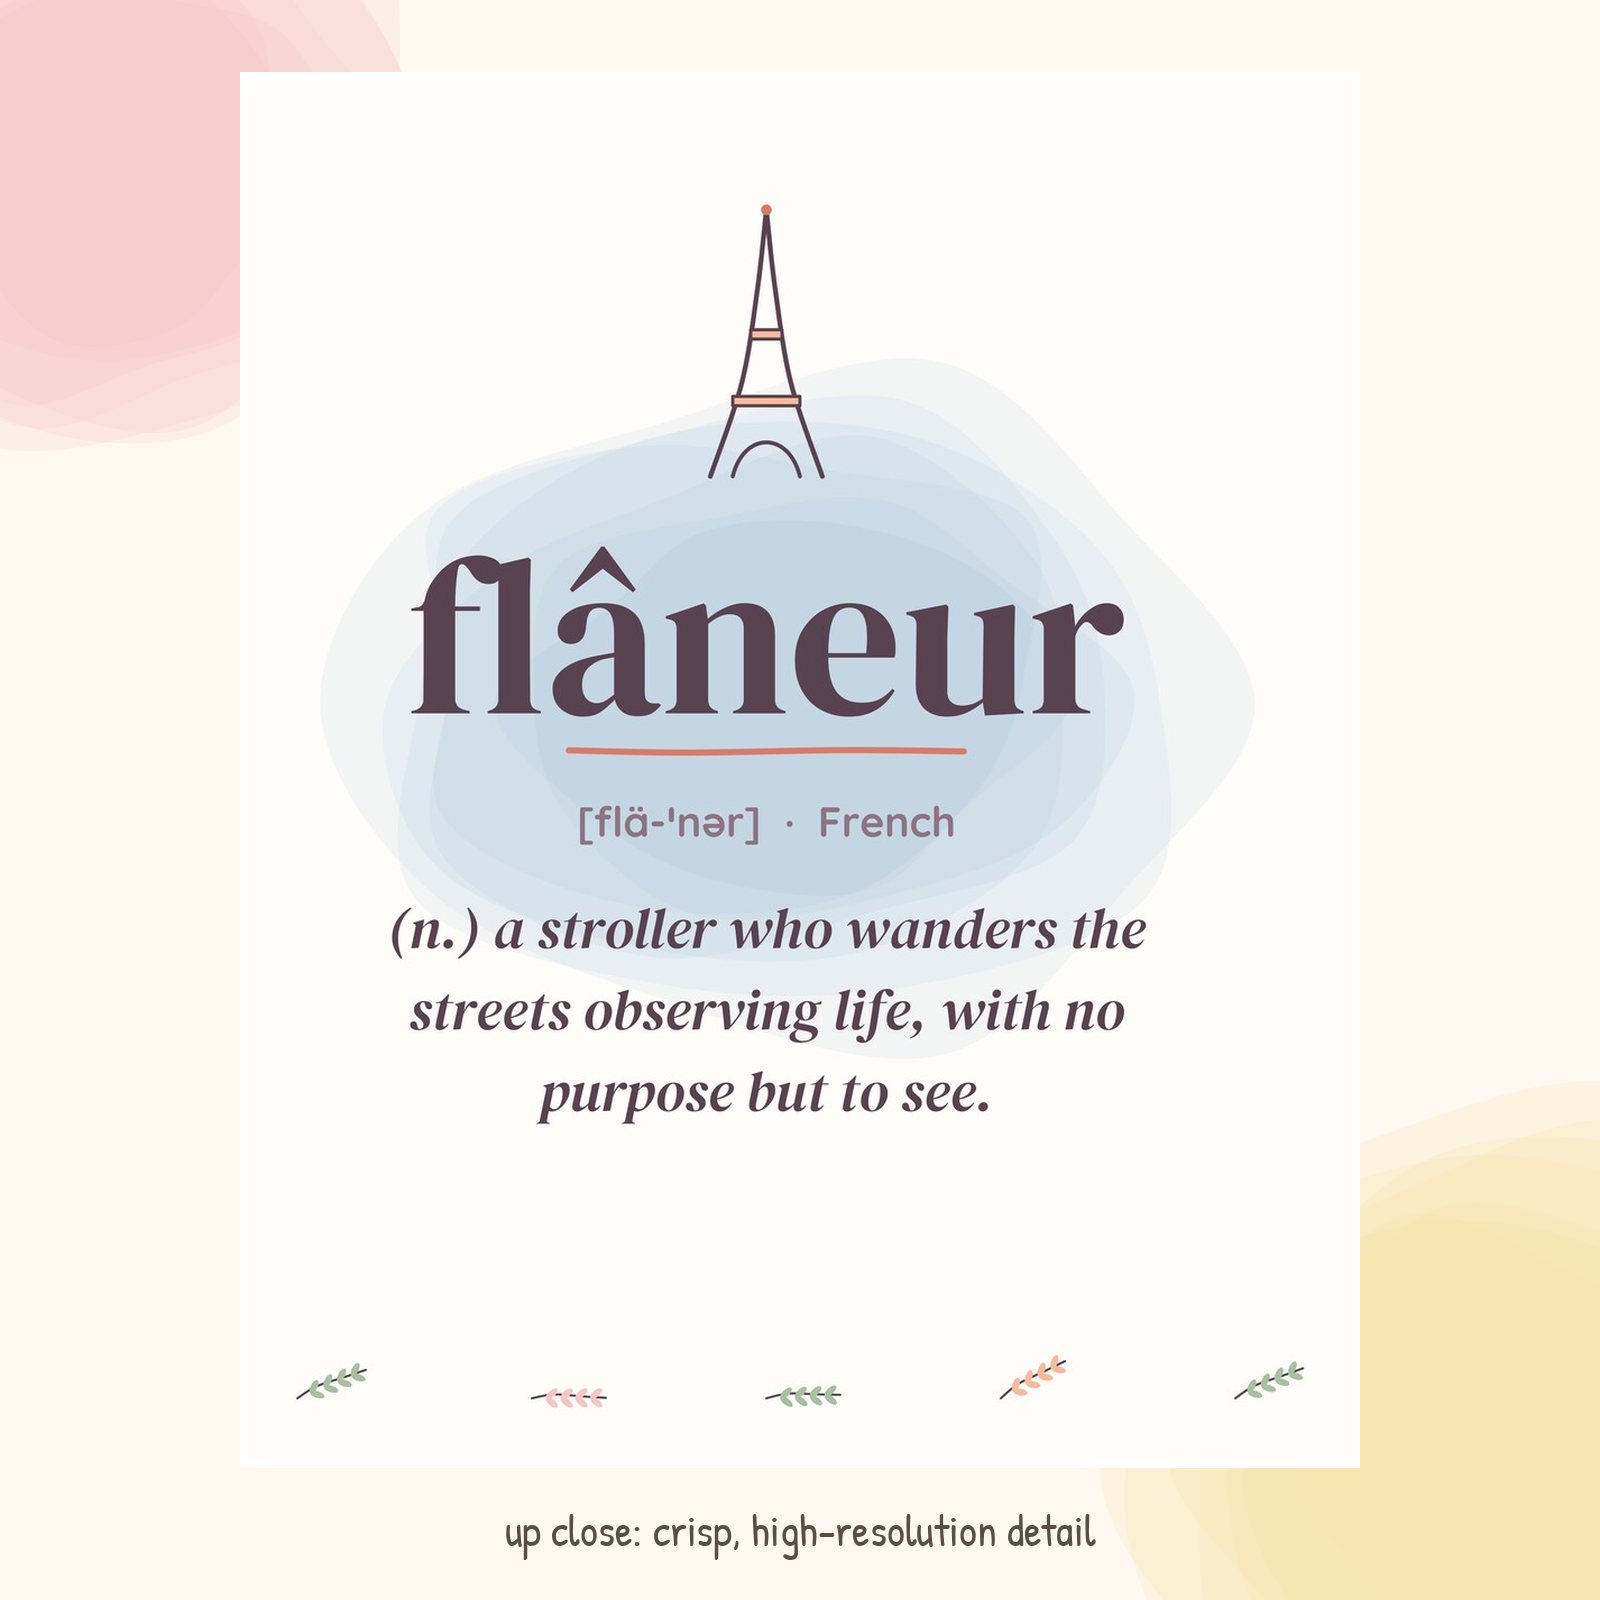 flâneur
[flä-ˈnər] · French
(n.) a stroller who wanders the
streets observing life, with no
purpose but to see.
up close: crisp, high-resolution detail